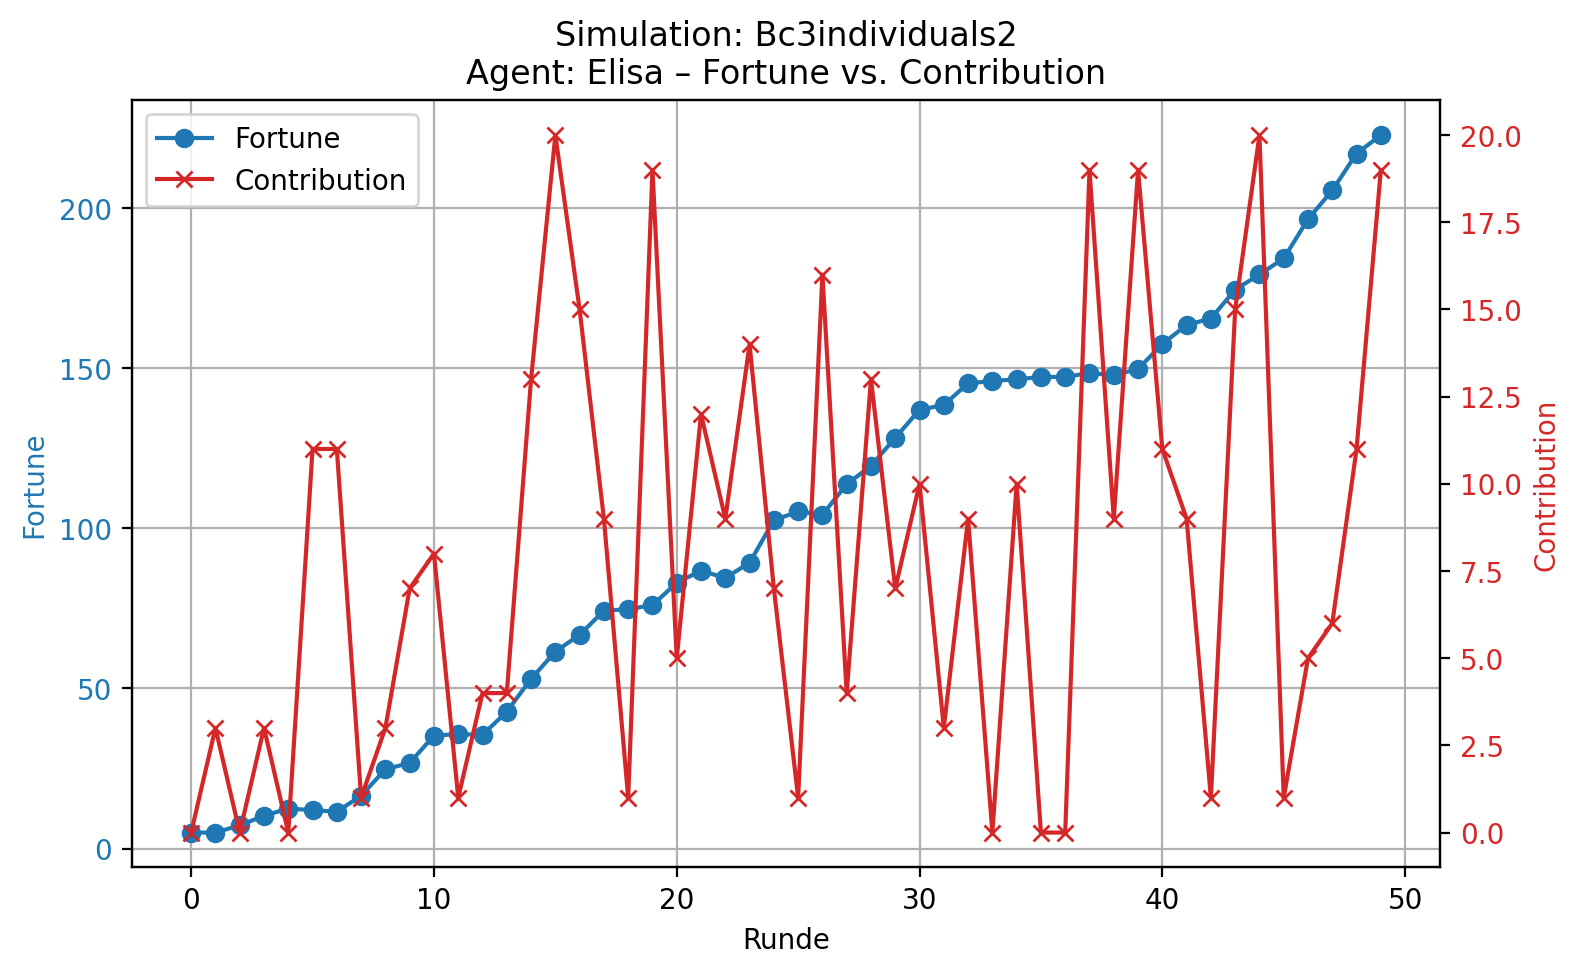 Simulation: Bc3individuals2
Agent: Elisa – Fortune vs. Contribution
Fortune
Contribution
200
150
100
50
0
Fortune
20.0
17.5
15.0
12.5
10.0
7.5
5.0
2.5
0.0
Contribution
0
10
20
30
40
50
Runde